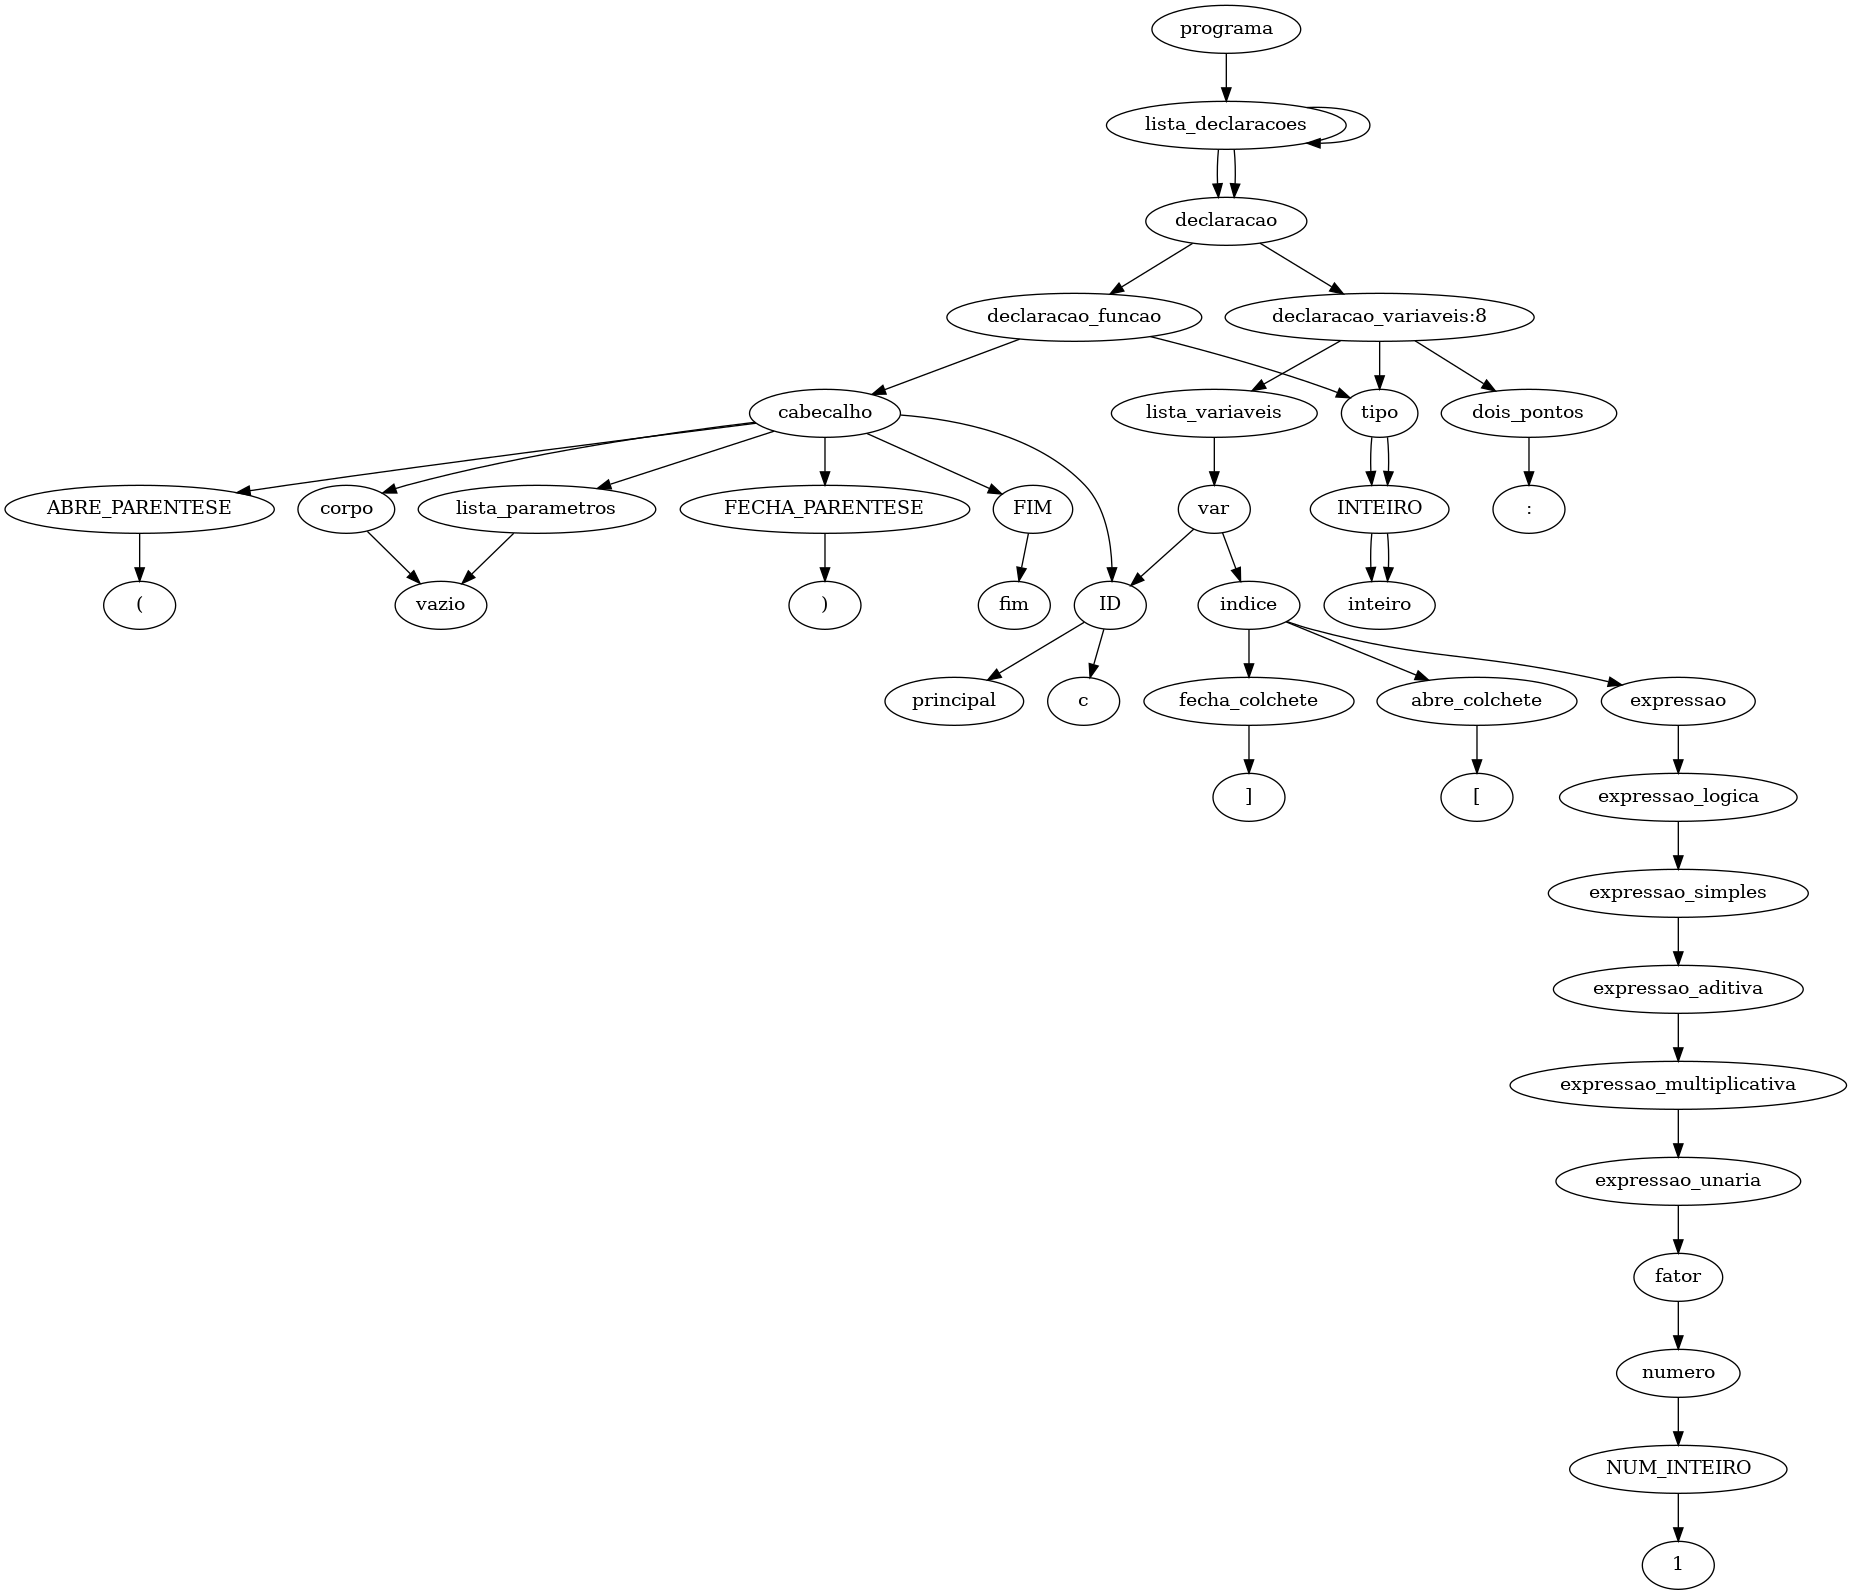 programa
lista_declaracoes
declaracao
declaracao_funcao
declaracao_variaveis:8
cabecalho
lista_variaveis
tipo
dois_pontos
ABRE_PARENTESE
corpo
lista_parametros
FECHA_PARENTESE
FIM
var
INTEIRO
:
(
vazio
)
fim
ID
indice
inteiro
principal
c
fecha_colchete
abre_colchete
expressao
]
[
expressao_logica
expressao_simples
expressao_aditiva
expressao_multiplicativa
expressao_unaria
fator
numero
NUM_INTEIRO
1